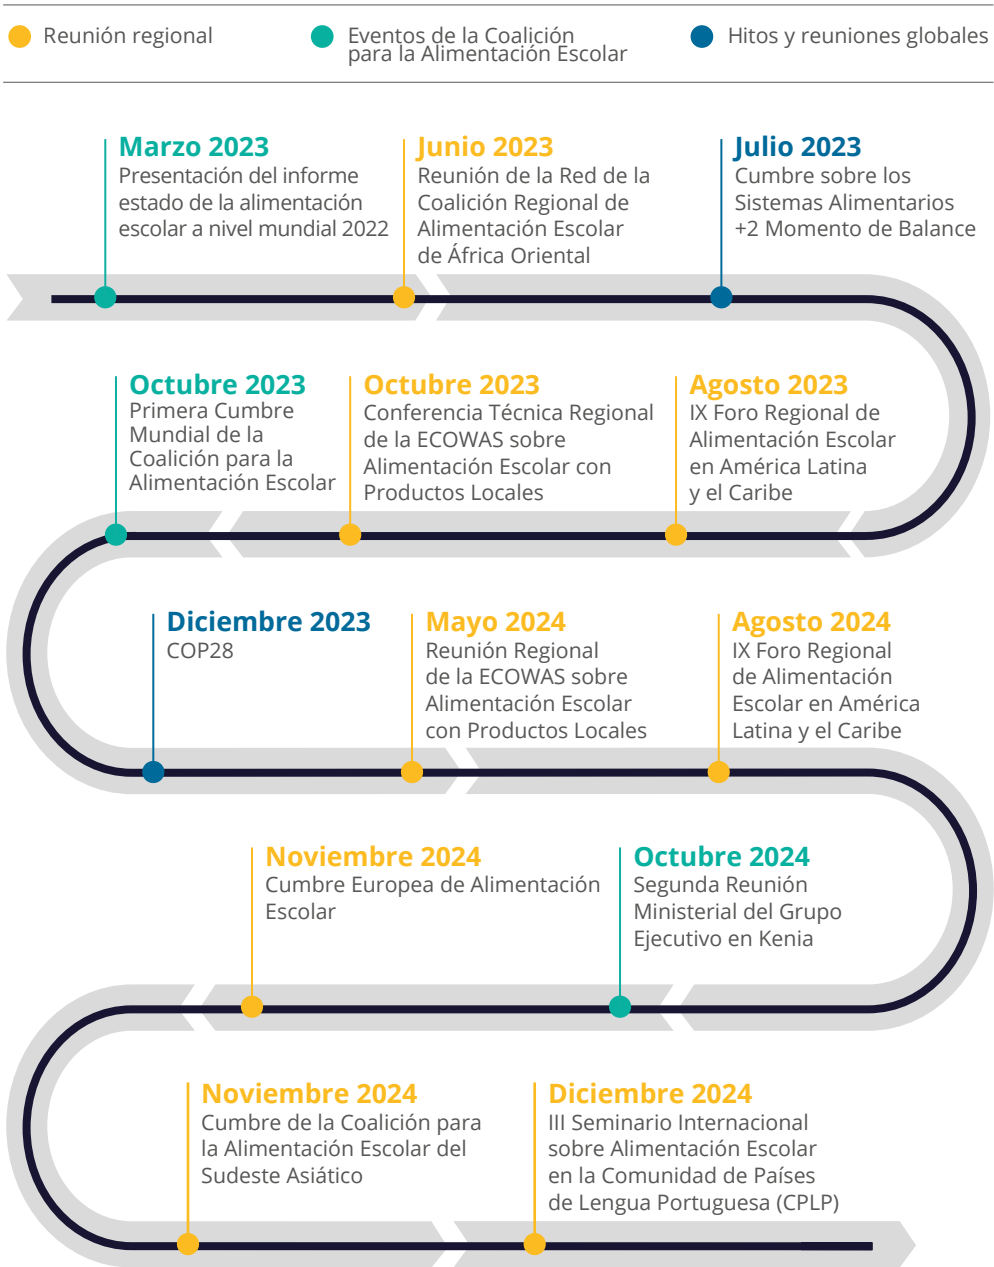 Reunión regional
Eventos de la Coalición
para la Alimentación Escolar
Hitos y reuniones globales
Marzo 2023
Presentación del informe
estado de la alimentación
escolar a nivel mundial 2022
Junio 2023
Reunión de la Red de la
Coalición Regional de
Alimentación Escolar
de África Oriental
Julio 2023
Cumbre sobre los
Sistemas Alimentarios
+2 Momento de Balance
Octubre 2023
Primera Cumbre
Mundial de la
Coalición para la
Alimentación Escolar
Octubre 2023
Conferencia Técnica Regional
de la ECOWAS sobre
Alimentación Escolar con
Productos Locales
Agosto 2023
IX Foro Regional de
Alimentación Escolar
en América Latina
y el Caribe
Diciembre 2023
COP28
Mayo 2024
Reunión Regional
de la ECOWAS sobre
Alimentación Escolar
con Productos Locales
Agosto 2024
IX Foro Regional
de Alimentación
Escolar en América
Latina y el Caribe
Noviembre 2024
Cumbre Europea de Alimentación
Escolar
Octubre 2024
Segunda Reunión
Ministerial del Grupo
Ejecutivo en Kenia
Noviembre 2024
Cumbre de la Coalición para
la Alimentación Escolar del
Sudeste Asiático
Diciembre 2024
III Seminario Internacional
sobre Alimentación Escolar
en la Comunidad de Países
de Lengua Portuguesa (CPLP)